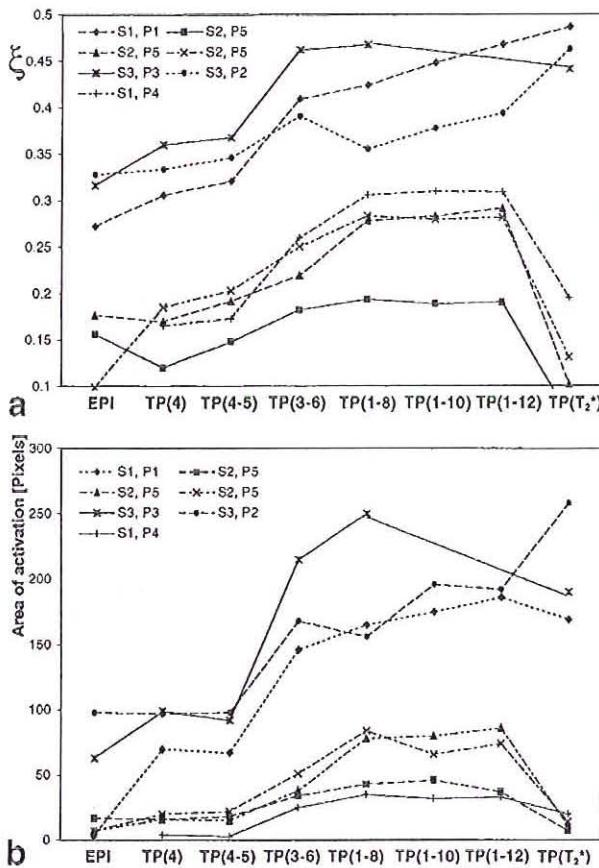 0.5
ξ
S1, P1
S2, P5
S2, P5
S2, P5
S3, P3
S3, P2
S1, P4
0.45
0.4
0.35
0.3
0.25
0.2
0.15
0.1
a
EPI TP(4) TP(4-5) TP(3-6) TP(1-8) TP(1-10) TP(1-12) TP(T₂*)
300
Area of activation [Pixels]
S1, P1
S2, P5
S2, P5
S2, P5
S3, P3
S3, P2
S1, P4
250
200
150
100
50
0
b
EPI TP(4) TP(4-5) TP(3-6) TP(1-8) TP(1-10) TP(1-12) TP(T₂*)